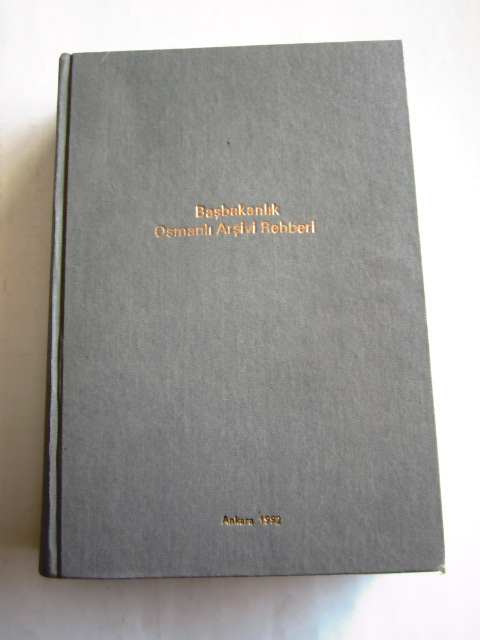 Başbakanlık
Osmanlı Arşivi Rehberi
Ankara 1992